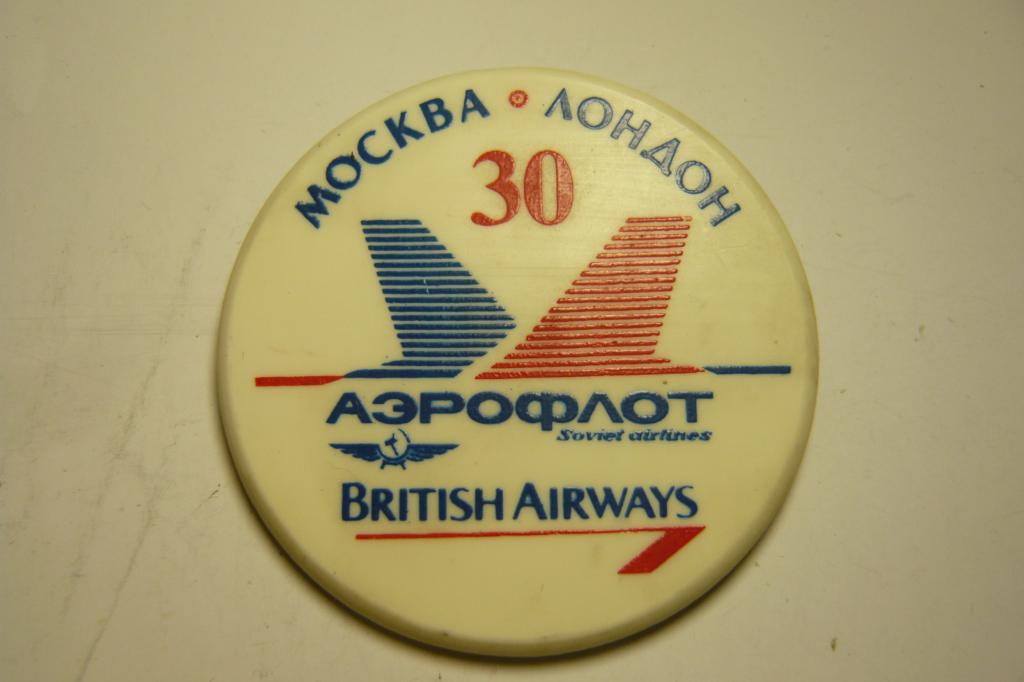 МОСКВА • ЛОНДОН
30
АЭРОФЛОТ
Soviet airlines
BRITISH AIRWAYS